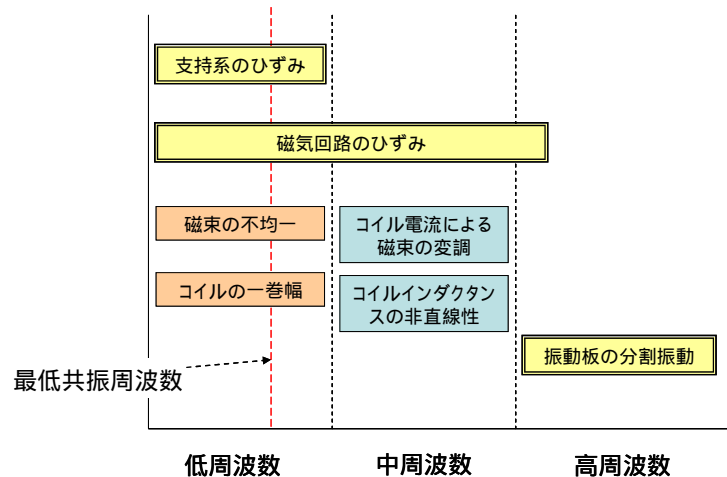 支持系のひずみ
磁気回路のひずみ
磁束の不均一
コイル電流による
磁束の変調
コイルの一巻幅
コイルインダクタン
スの非直線性
振動板の分割振動
最低共振周波数
低周波数
中周波数
高周波数